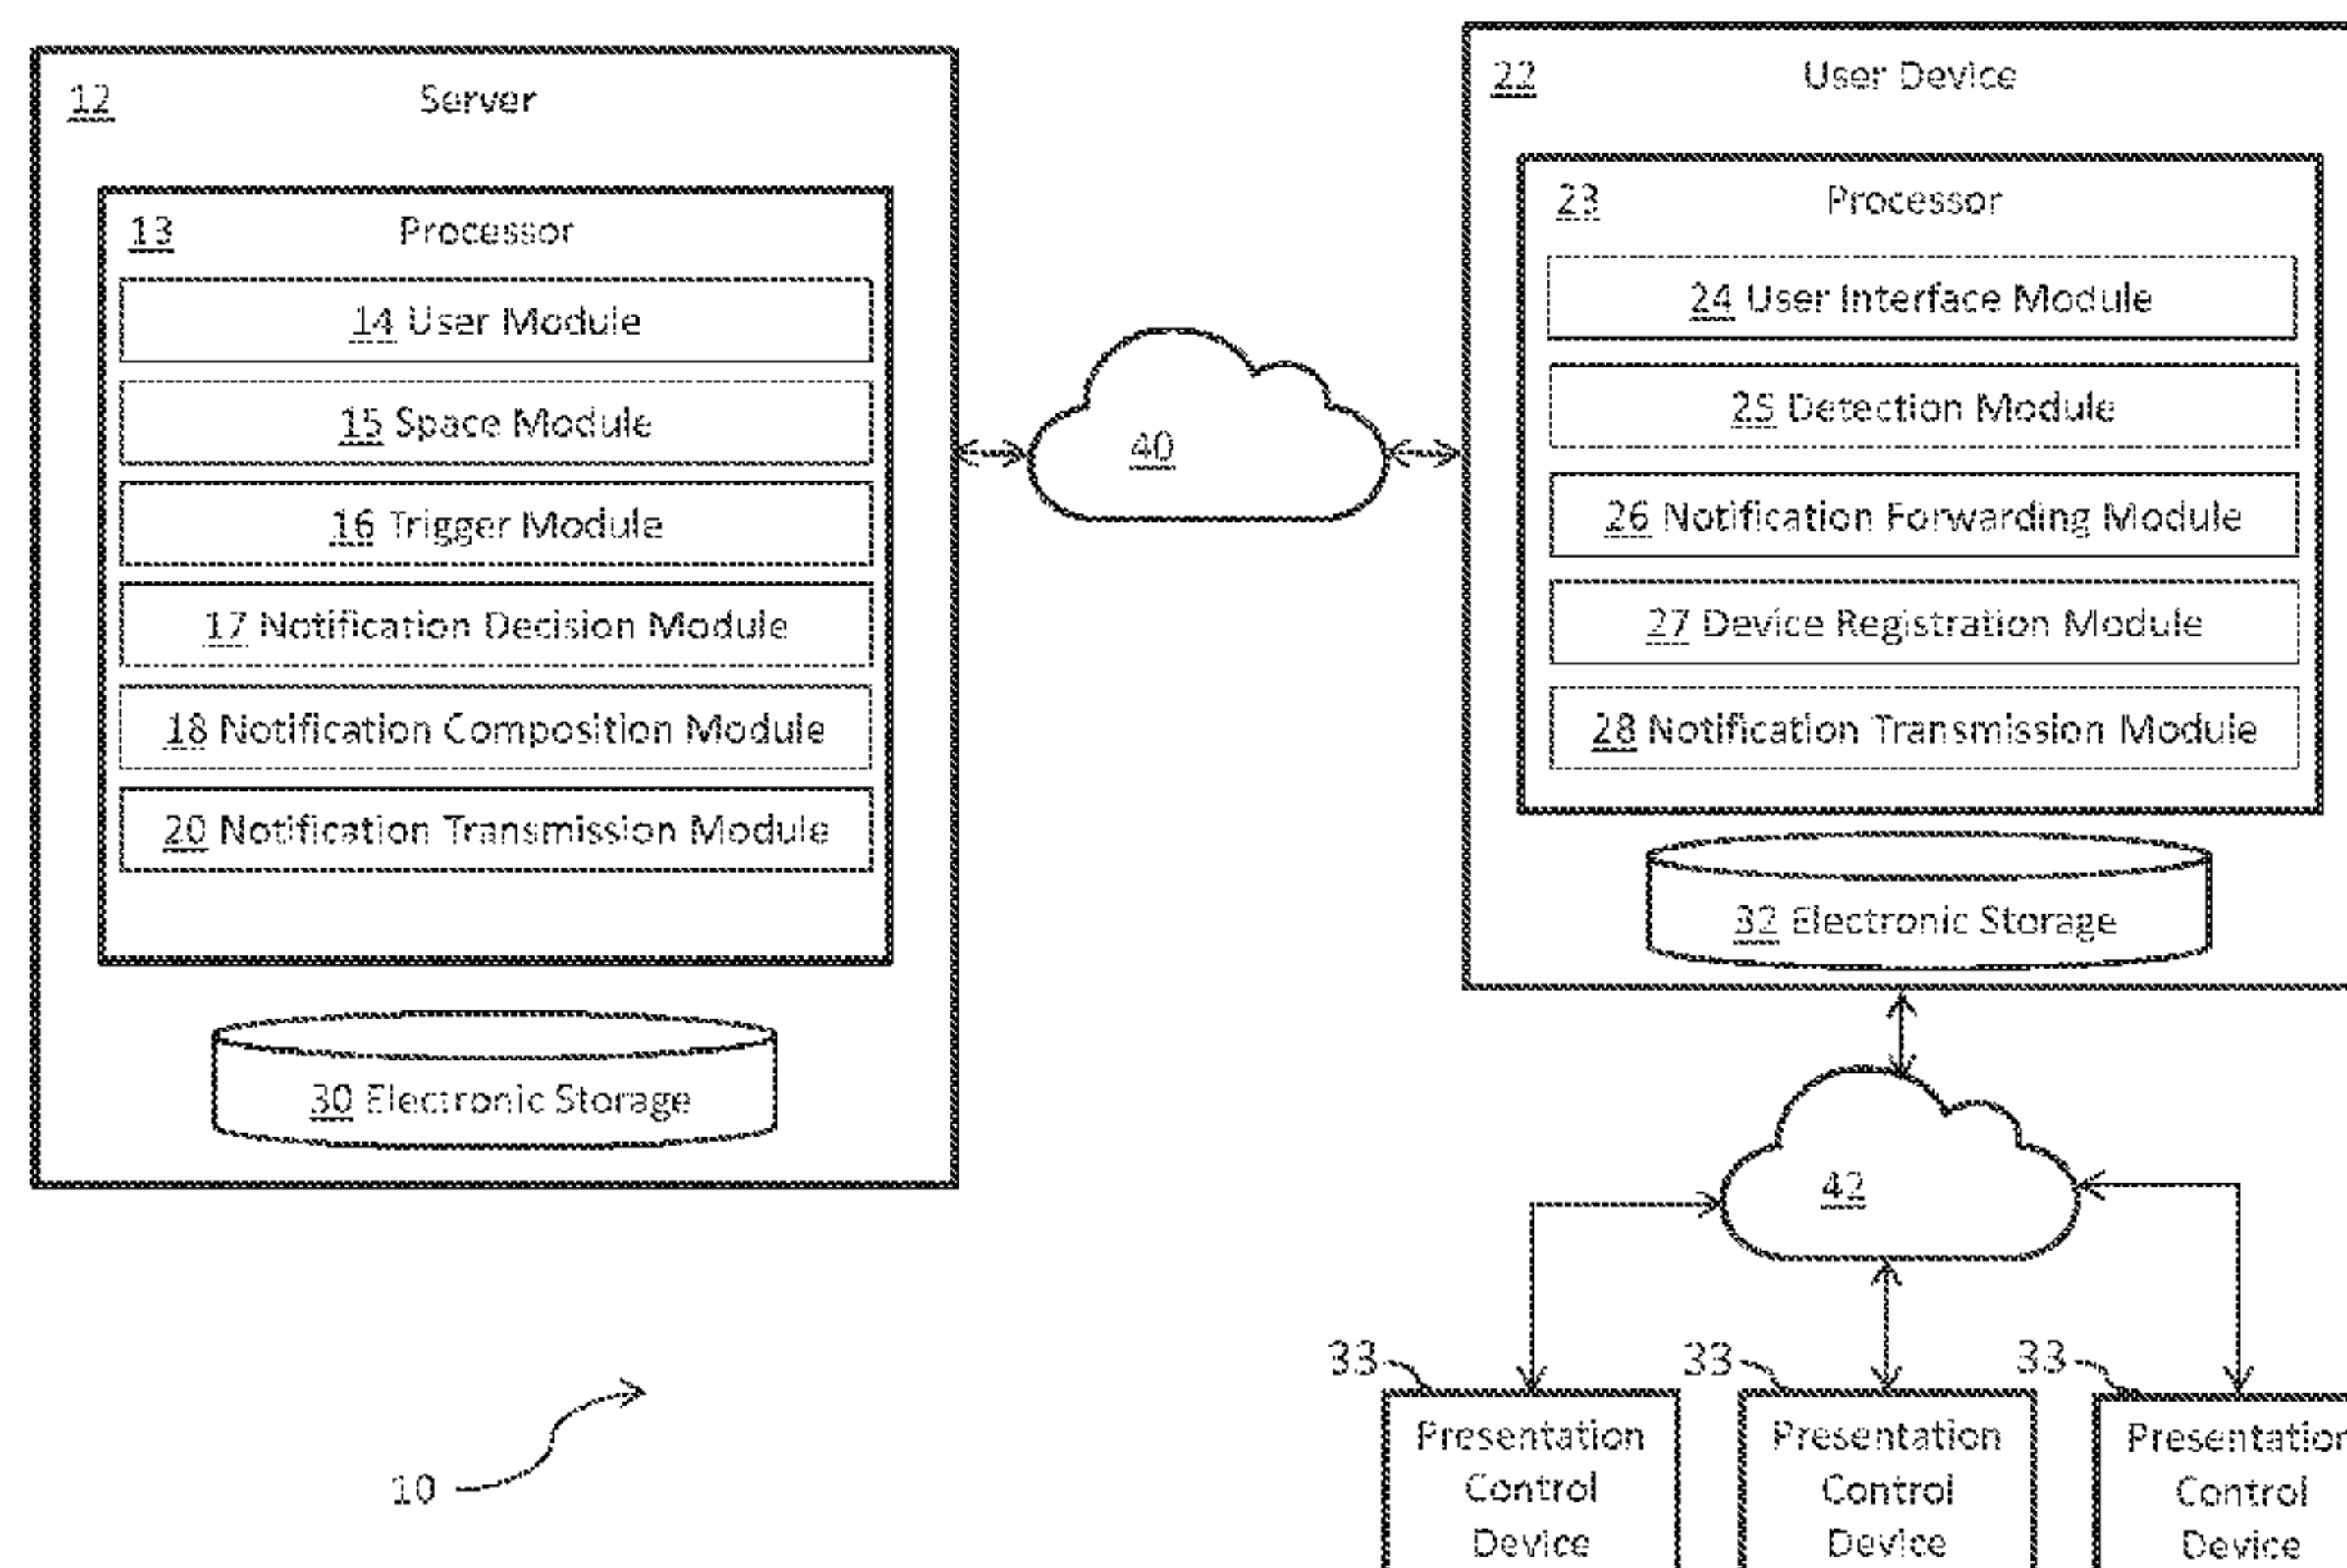 12 Server
13 Processor
14 User Module
15 Space Module
16 Trigger Module
17 Notification Decision Module
18 Notification Composition Module
20 Notification Transmission Module
30 Electronic Storage
40
22 User Device
23 Processor
24 User Interface Module
25 Detection Module
26 Notification Forwarding Module
27 Device Registration Module
28 Notification Transmission Module
32 Electronic Storage
42
33
Presentation
Control
Device
33
Presentation
Control
Device
33
Presentation
Control
Device
10